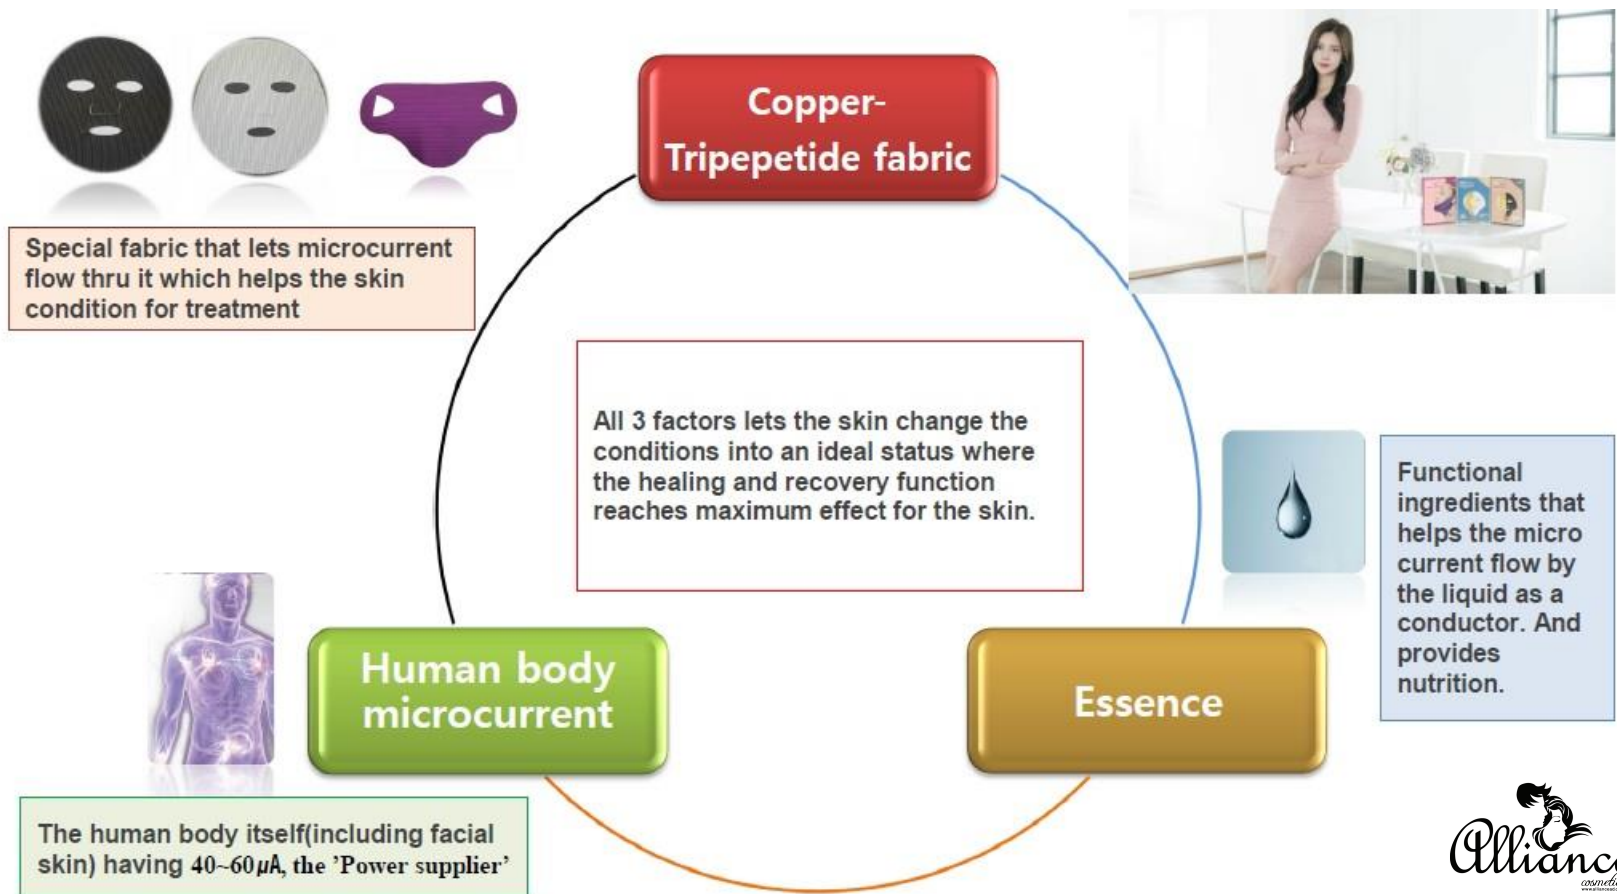 Copper-
Tripepetide fabric
Special fabric that lets microcurrent
flow thru it which helps the skin
condition for treatment
All 3 factors lets the skin change the
conditions into an ideal status where
the healing and recovery function
reaches maximum effect for the skin.
Functional
ingredients that
helps the micro
current flow by
the liquid as a
conductor. And
provides
nutrition.
Human body
microcurrent
Essence
The human body itself(including facial
skin) having 40~60㎂, the ’Power supplier’